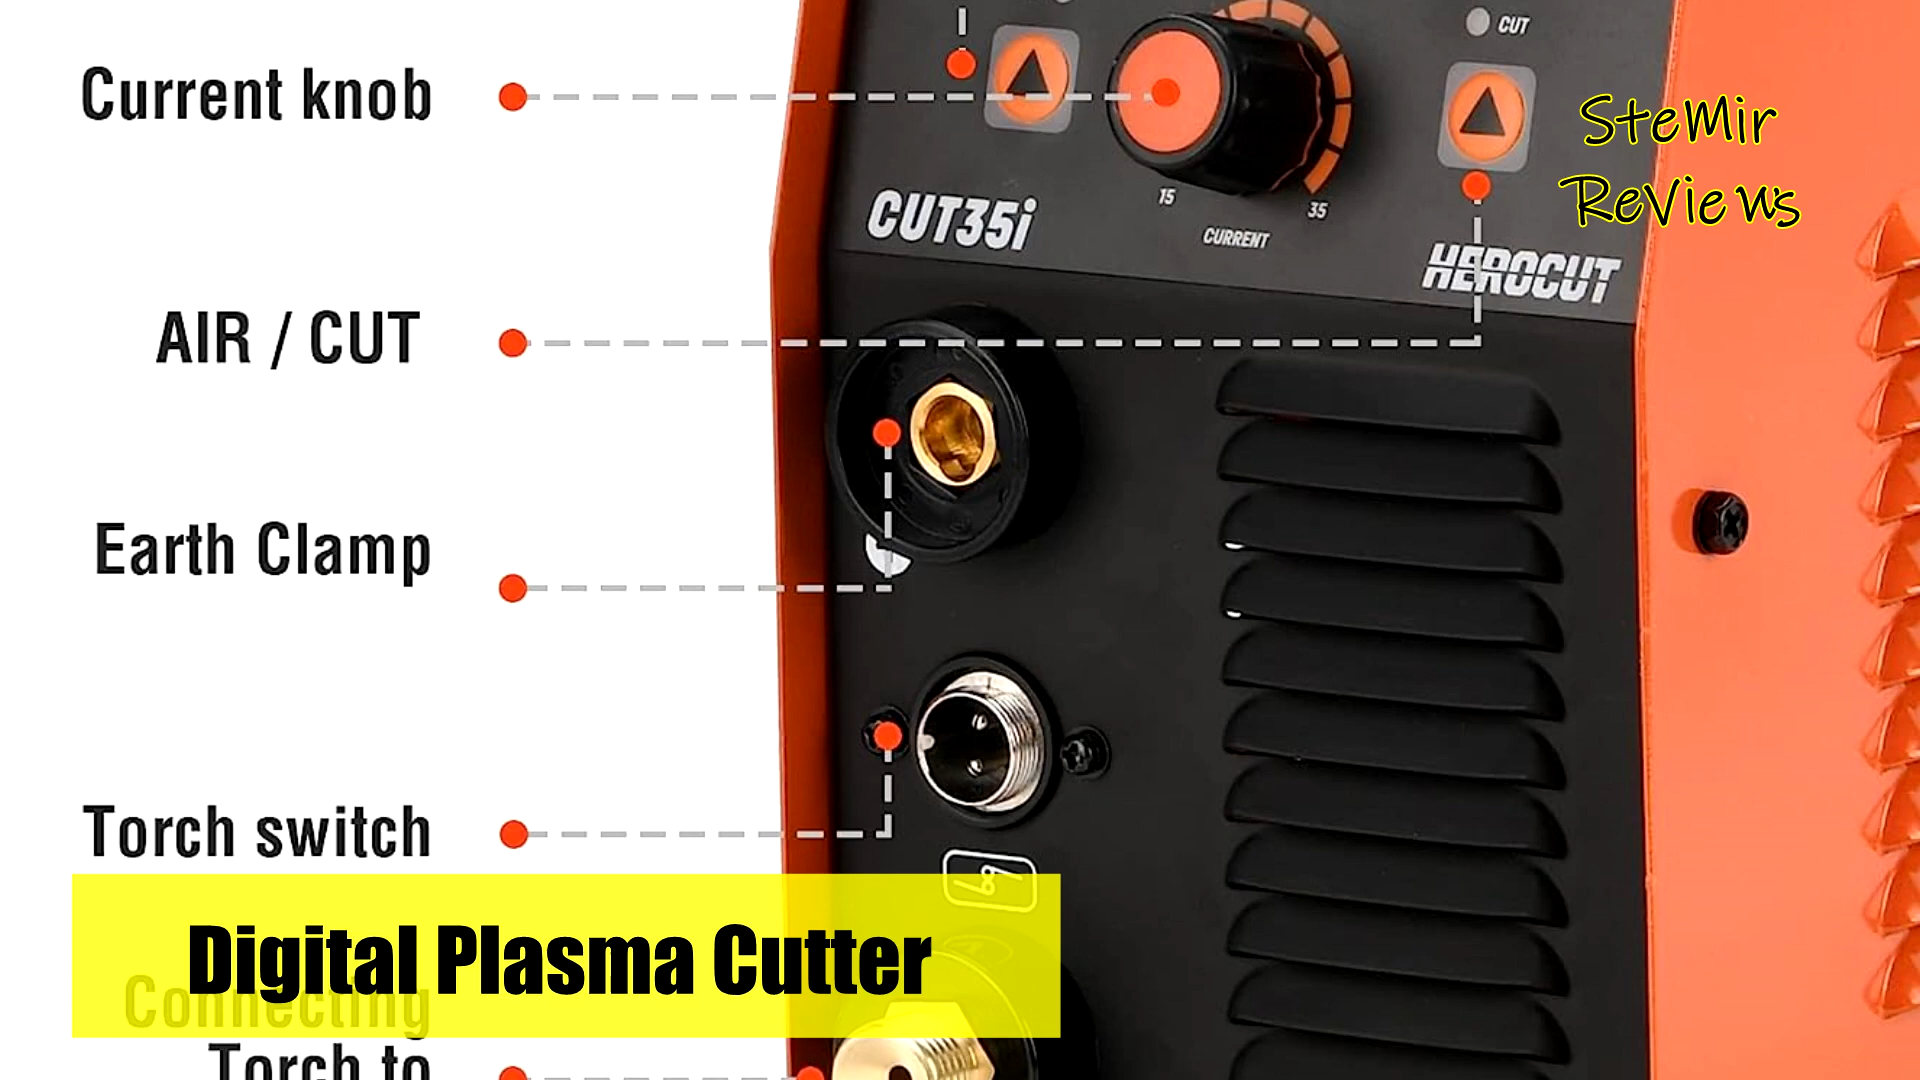 CUT
Current knob
SteMir
Reviews
15
35
CURRENT
CUT35i
HEROCUT
AIR / CUT
Earth Clamp
Torch switch
Digital Plasma Cutter
Connecting
Torch to